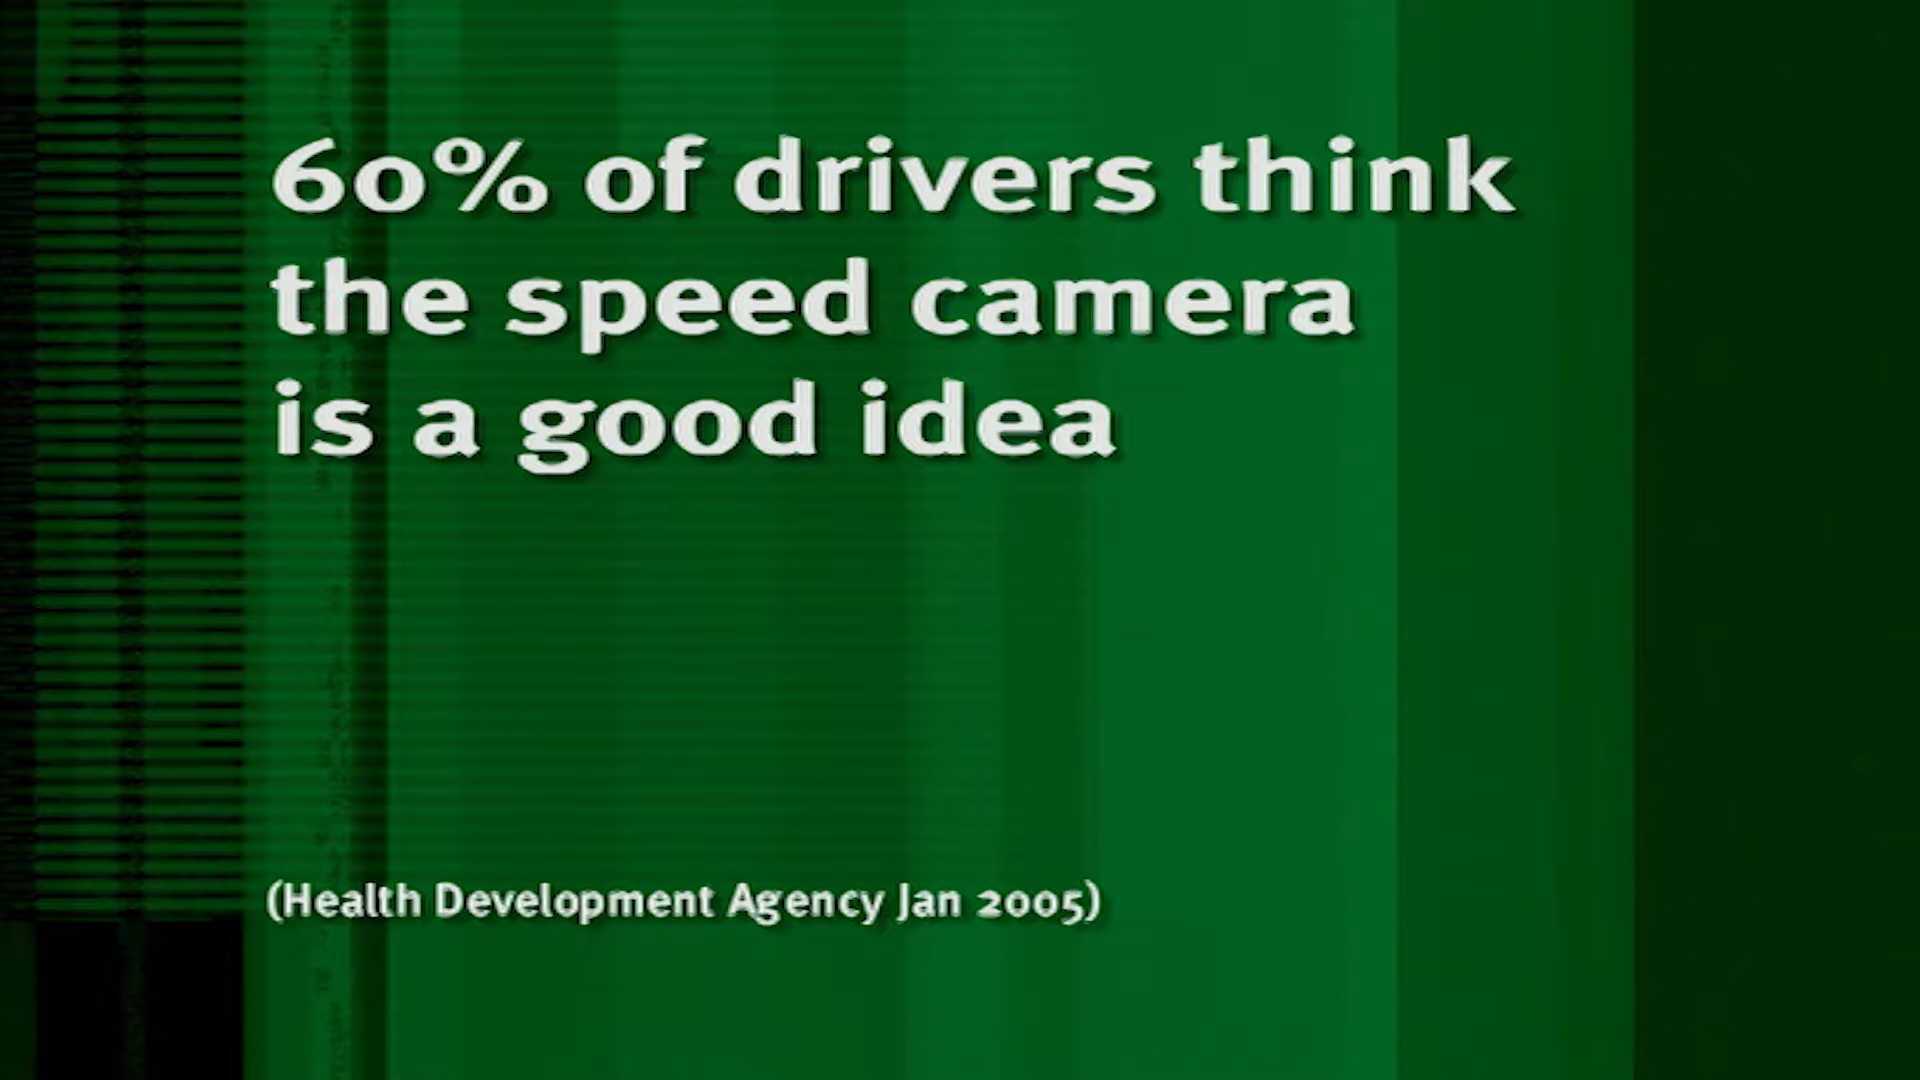 60% of drivers think
the speed camera
is a good idea
(Health Development Agency Jan 2005)